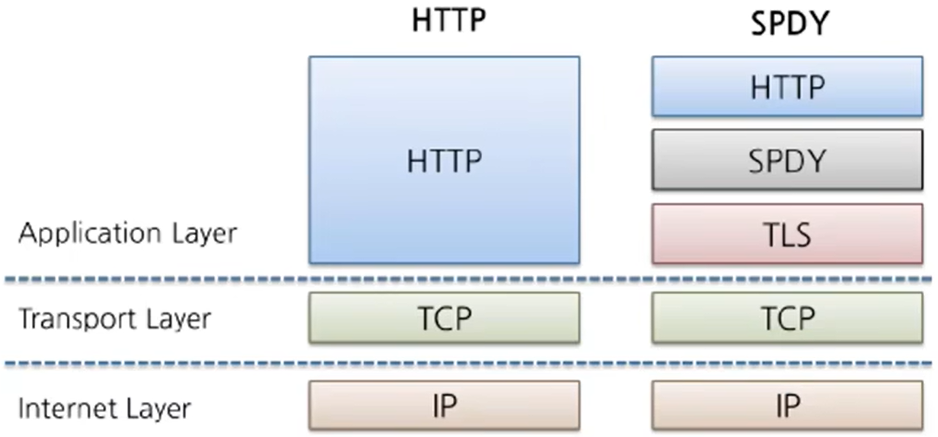 HTTP SPDY
HTTP
HTTP
SPDY
Application Layer
TLS
Transport Layer TCP TCP
Internet Layer IP IP